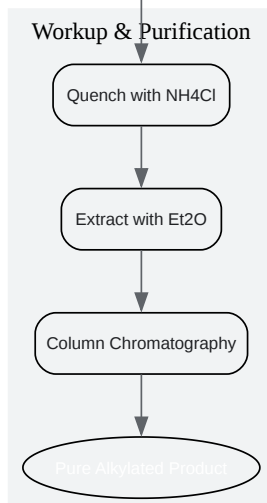 Workup & Purification
Quench with NH4Cl
Extract with Et2O
Column Chromatography
Pure Alkylated Product